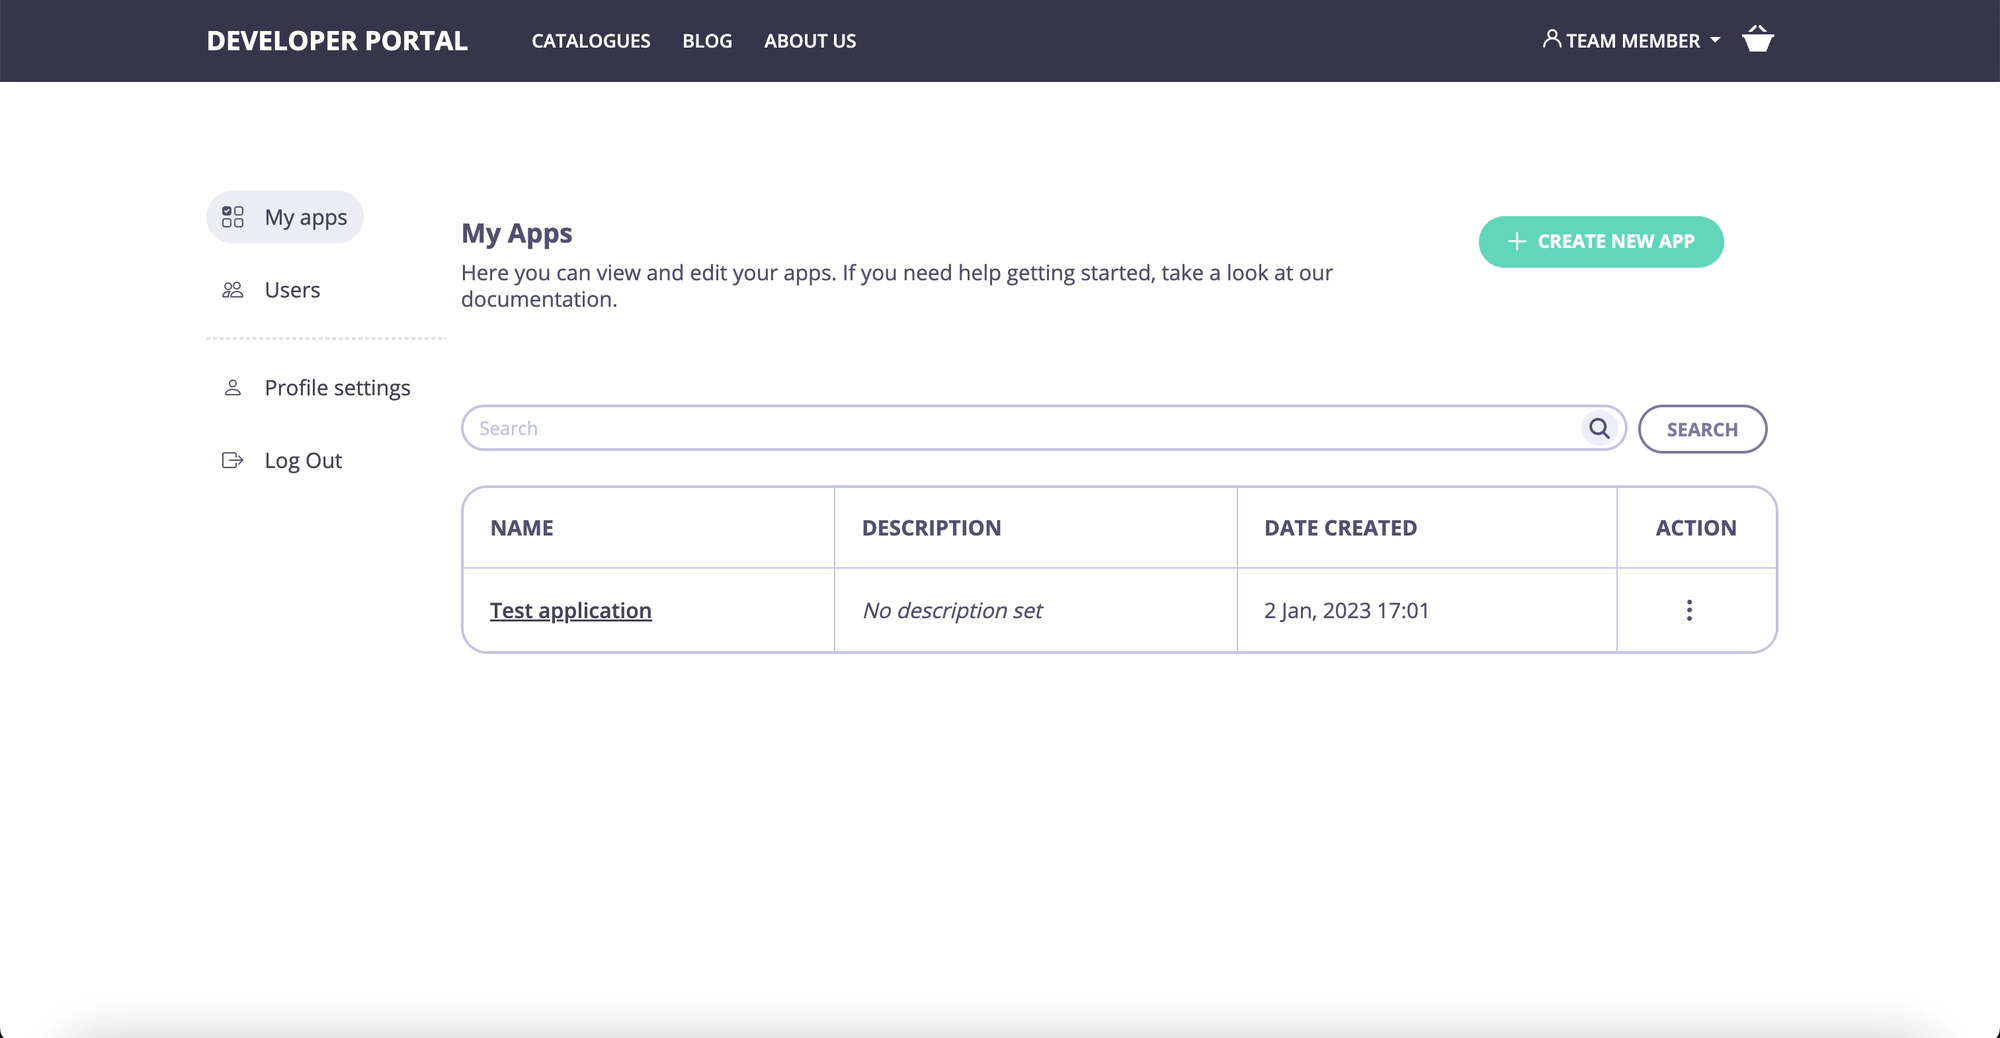 DEVELOPER PORTAL
CATALOGUES
BLOG
ABOUT US
TEAM MEMBER
My apps
Users
Profile settings
Log Out
My Apps
Here you can view and edit your apps. If you need help getting started, take a look at our
documentation.
CREATE NEW APP
Search
SEARCH
NAME
DESCRIPTION
DATE CREATED
ACTION
Test application
No description set
2 Jan, 2023 17:01